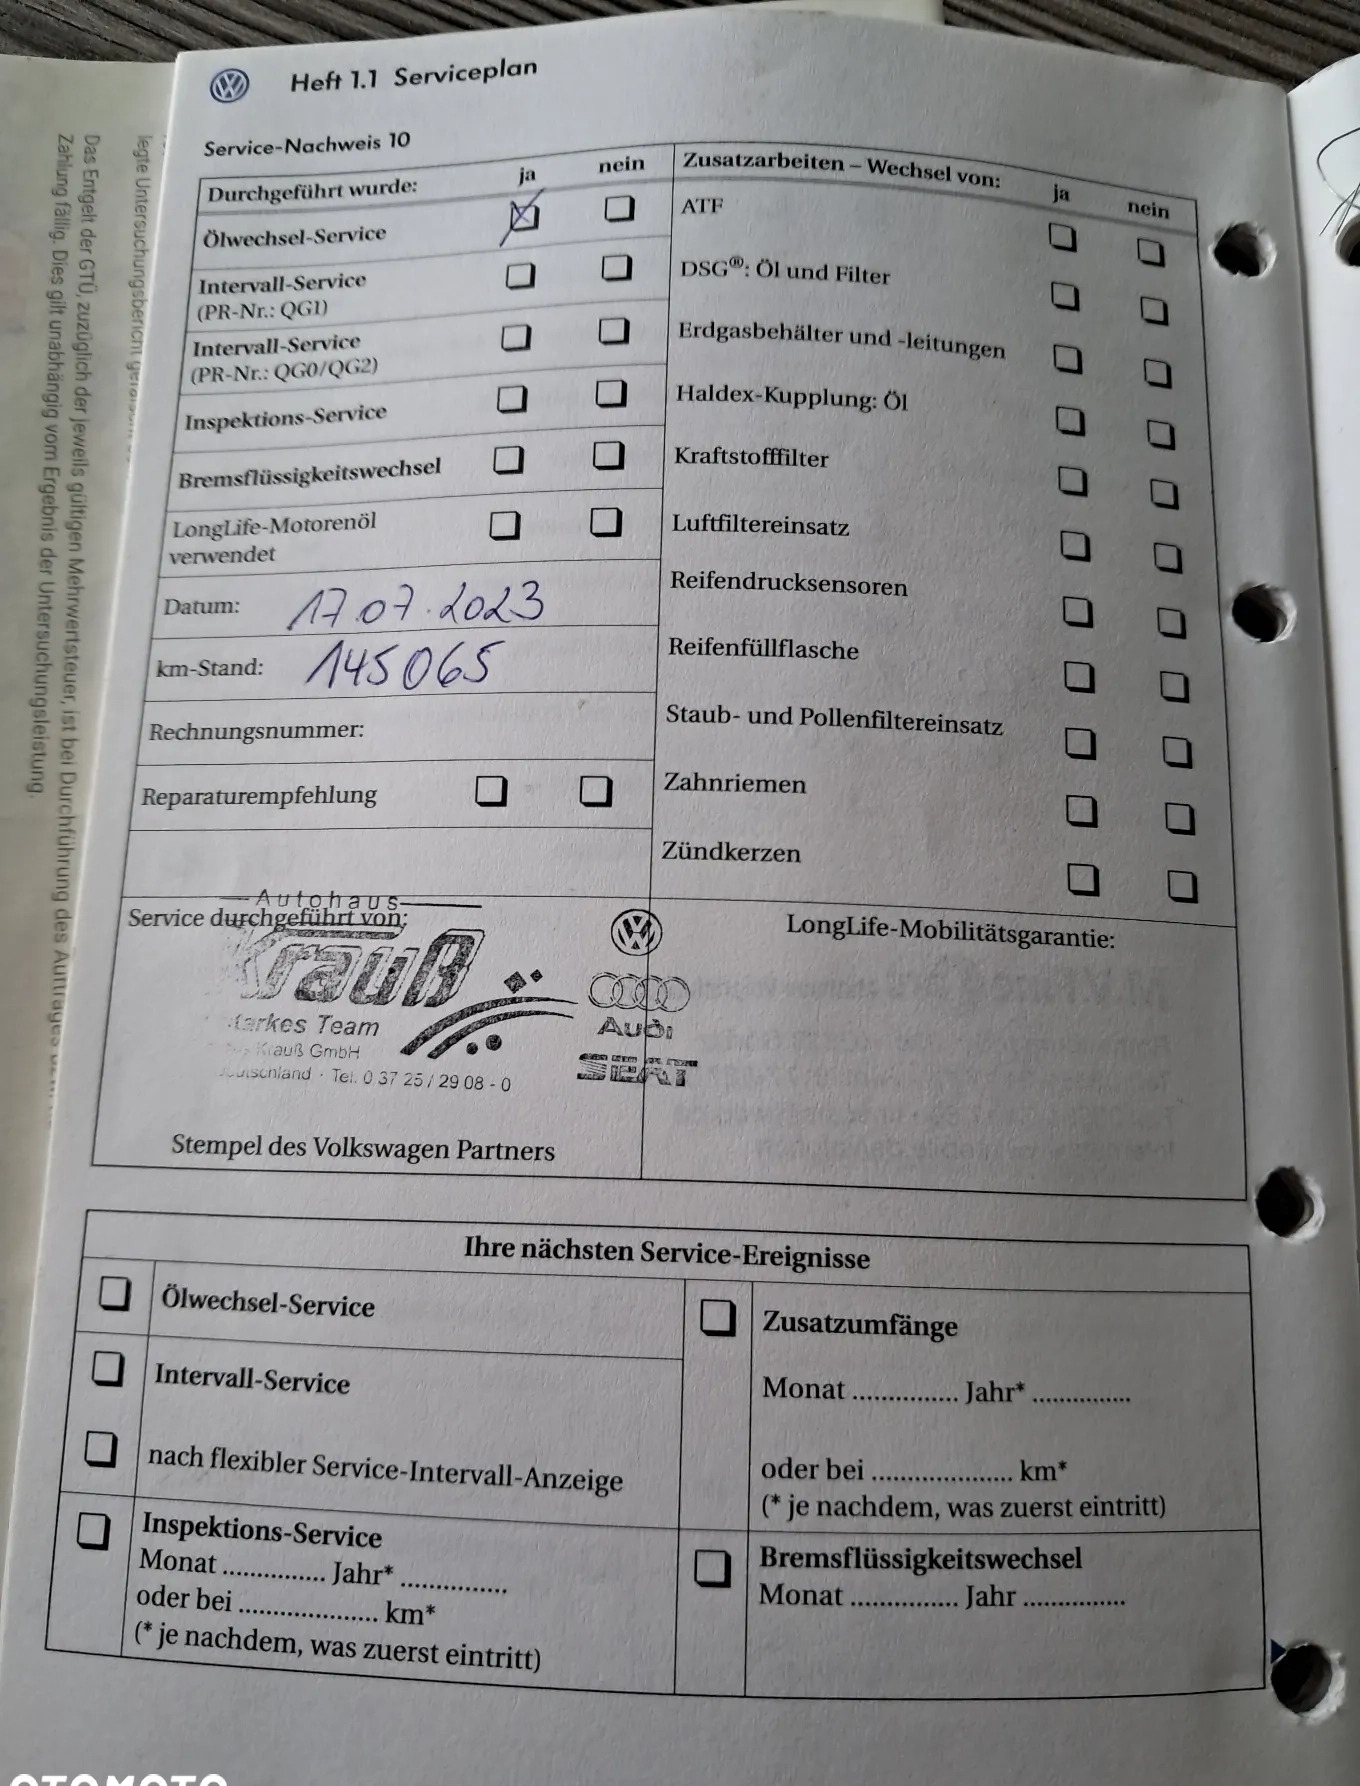 Heft 1.1 Serviceplan
Service-Nachweis 10
Durchgeführt wurde: ja nein
Ölwechsel-Service
Intervall-Service
(PR-Nr.: QG1)
Intervall-Service
(PR-Nr.: QG0/QG2)
Inspektions-Service
Bremsflüssigkeitswechsel
LongLife-Motorenöl
verwendet
Datum: 17.07.2023
km-Stand: 145065
Rechnungsnummer:
Reparaturempfehlung
Zusatzarbeiten – Wechsel von: ja nein
ATF
DSG®: Öl und Filter
Erdgasbehälter und -leitungen
Haldex-Kupplung: Öl
Kraftstofffilter
Luftfiltereinsatz
Reifendrucksensoren
Reifenfüllflasche
Staub- und Pollenfiltereinsatz
Zahnriemen
Zündkerzen
Service durchgeführt von:
Autohaus
Krauß
Team
Krauß GmbH
Tel. 0 37 25 / 29 08 - 0
Audi
SEAT
Stempel des Volkswagen Partners
LongLife-Mobilitätsgarantie:
Ihre nächsten Service-Ereignisse
Ölwechsel-Service
Intervall-Service
nach flexibler Service-Intervall-Anzeige
Inspektions-Service
Monat ............... Jahr* ...............
oder bei .................... km*
(* je nachdem, was zuerst eintritt)
Zusatzumfänge
Monat ............... Jahr* ...............
oder bei .................... km*
(* je nachdem, was zuerst eintritt)
Bremsflüssigkeitswechsel
Monat ............... Jahr ...............
legte Untersuchungsbericht
Das Entgelt der GTÜ, zuzüglich der jeweils gültigen Mehrwertsteuer, ist bei Durchführung des Auftrages
Zahlung fällig. Dies gilt unabhängig vom Ergebnis der Untersuchungsleistung.
OTOMOTO